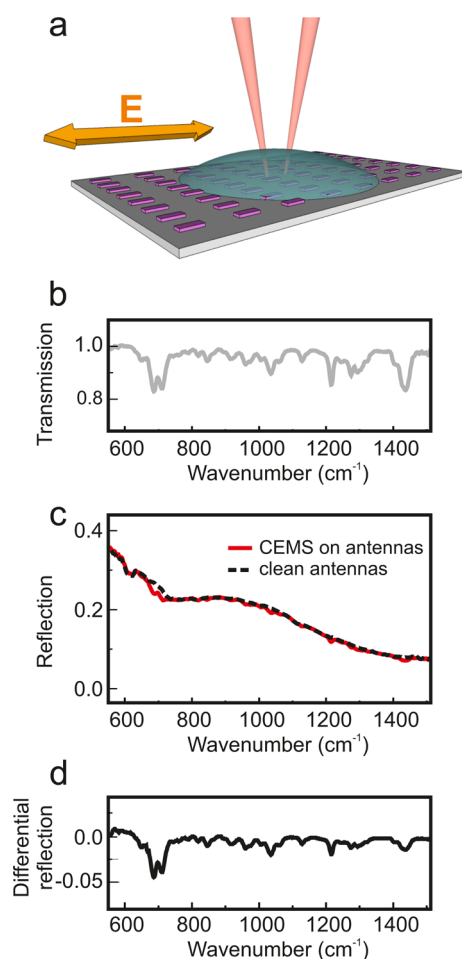 a
E
b
Transmission
1.0
0.8
600 800 1000 1200 1400
Wavenumber (cm⁻¹)
c
Reflection
0.4
0.2
0.0
CEMS on antennas
clean antennas
600 800 1000 1200 1400
Wavenumber (cm⁻¹)
d
Differential
reflection
0.0
-0.05
600 800 1000 1200 1400
Wavenumber (cm⁻¹)